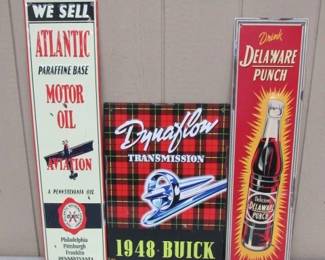 WE SELL
ATLANTIC
PARAFFINE BASE
MOTOR
OIL
AVIATION
A PENNSYLVANIA OIL
Philadelphia
Pittsburgh
Franklin
PENNSYLVANIA
Dynaflow
TRANSMISSION
1948 BUICK
Drink
DELAWARE
PUNCH
Delicious
DELAWARE
PUNCH